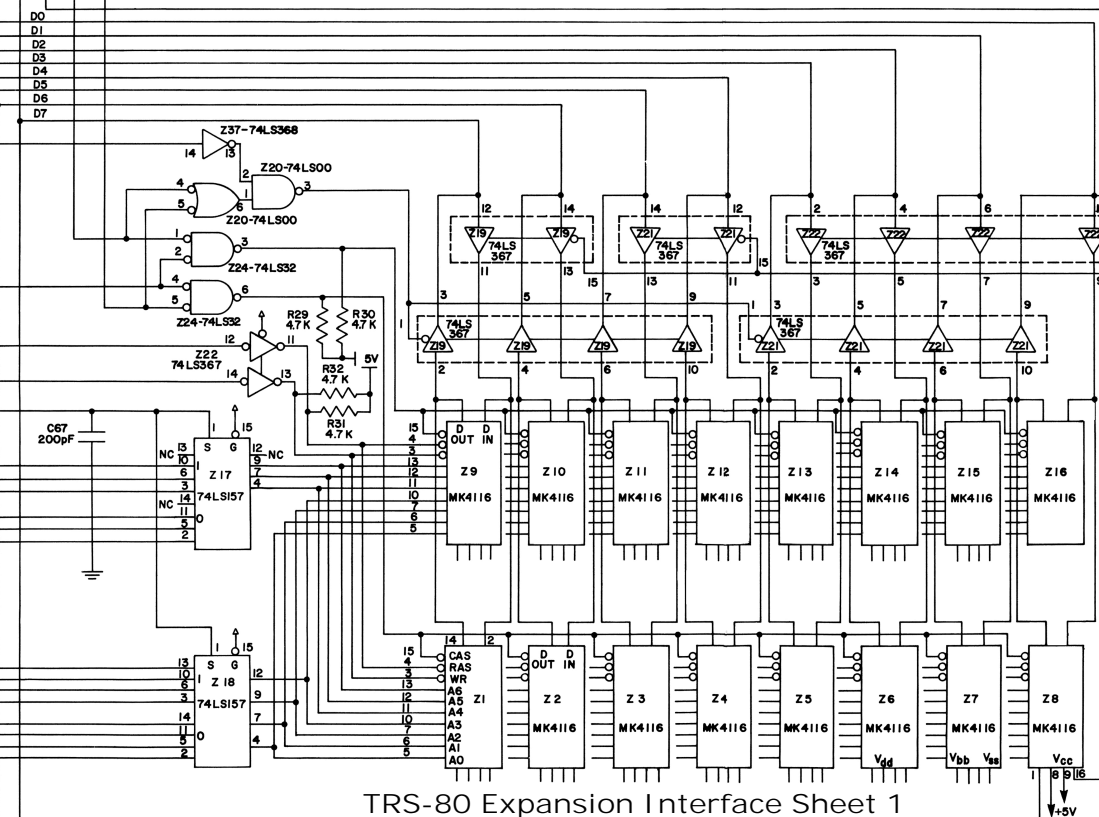 D0
D1
D2
D3
D4
D5
D6
D7
Z37-74LS368
14 13
Z20-74LS00
2 1 3
4 5 6
Z20-74LS00
1 2 3
Z24-74LS32
4 5 6
Z24-74LS32
R29
4.7 K
R30
4.7 K
12 11
Z22
74LS367
14 13
R32
4.7 K
5V
R31
4.7 K
C67
200pF
12 14 14 12 2 4 6
Z19 Z19 Z21 Z21 Z22 Z22 Z22 Z22
74LS
367
74LS
367
74LS
367
11 13 15 13 11 15 3 5 7 9
3 5 7 9 3 5 7 9
1 1
74LS
367
74LS
367
Z19 Z19 Z19 Z19 Z21 Z21 Z21 Z21
2 4 6 10 2 4 6 10
1 15
S G
NC 13
10
6
3
NC 14
11
5
2
I
O
Z17
74LS157
12 NC
9
7
4
15
4
3
13
12
11
10
7
6
5
D D
OUT IN
Z9 Z10 Z11 Z12 Z13 Z14 Z15 Z16
MK4116 MK4116 MK4116 MK4116 MK4116 MK4116 MK4116 MK4116
1 15
S G
13
10
6
3
14
11
5
2
I
O
Z18
74LS157
12
9
7
4
14 2
15 CAS
4 RAS
3 WR
13 A6
12 A5
11 A4
10 A3
7 A2
6 A1
5 A0
D D
OUT IN
Z1 Z2 Z3 Z4 Z5 Z6 Z7 Z8
MK4116 MK4116 MK4116 MK4116 MK4116 MK4116 MK4116
Vdd Vbb Vss Vcc
1 8 9 16
+5V
TRS-80 Expansion Interface Sheet 1